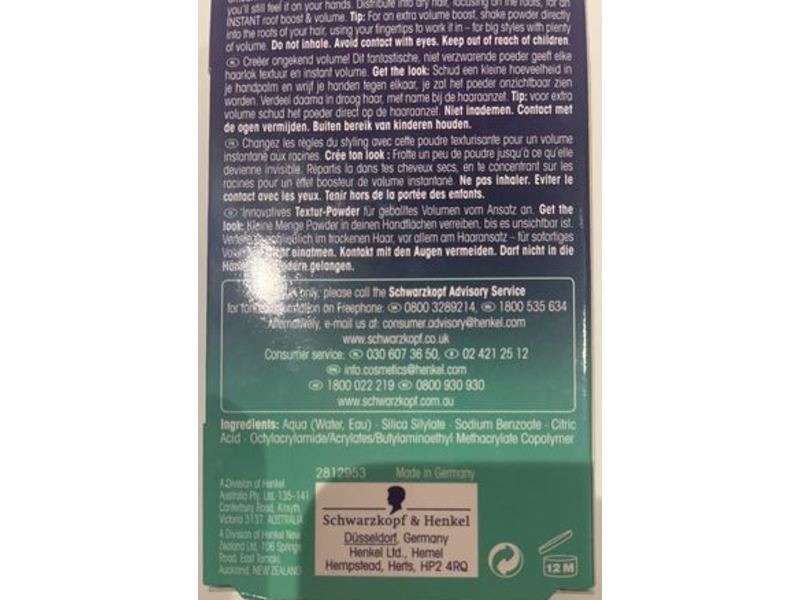 you'll still feel it on your hands. Distribute into dry hair, focusing on the roots, for an
INSTANT root boost & volume. Tip: For an extra volume boost, shake powder directly
into the roots of your hair, using your fingertips to work it in – for big styles with plenty
of volume. Do not inhale. Avoid contact with eyes. Keep out of reach of children.
Creëer ongekend volume! Dit fantastische, niet verzwarende poeder geeft elke
haarlok textuur en instant volume. Get the look: Schud een kleine hoeveelheid in
je handpalm en wrijf je handen tegen elkaar, je zal het poeder onzichtbaar zien
worden. Verdeel daarna in droog haar, met name bij de haaraanzet. Tip: voor extra
volume schud het poeder direct op de haaraanzet. Niet inademen. Contact met
de ogen vermijden. Buiten bereik van kinderen houden.
Changez les règles du styling avec cette poudre texturisante pour un volume
instantané aux racines. Crée ton look : Frotte un peu de poudre jusqu'à ce qu'elle
devienne invisible. Répartis la dans tes cheveux secs, en te concentrant sur les
racines pour un effet boosteur de volume instantané. Ne pas inhaler. Eviter le
contact avec les yeux. Tenir hors de la portée des enfants.
Innovatives Textur-Powder für geballtes Volumen vom Ansatz an. Get the
look: Kleine Menge Powder in deinen Handflächen verreiben, bis es unsichtbar ist.
im trockenen Haar, vor allem am Haaransatz – für sofortiges
einatmen. Kontakt mit den Augen vermeiden. Darf nicht in die
gelangen.
only: please call the Schwarzkopf Advisory Service
for information on Freephone: 0800 3289214, 1800 535 634
Alternatively, e-mail us at: consumer.advisory@henkel.com
www.schwarzkopf.co.uk
Consumer service: 030 607 36 50, 02 421 25 12
info.cosmetics@henkel.com
1800 022 219 0800 930 930
www.schwarzkopf.com.au
Ingredients: Aqua (Water, Eau) · Silica Silylate · Sodium Benzoate · Citric
Acid · Octylacrylamide/Acrylates/Butylaminoethyl Methacrylate Copolymer
2812953 Made in Germany
A Division of Henkel
Australia Pty. Ltd, 135-141
Canterbury Road, Kilsyth,
Victoria 3137. AUSTRALIA
A Division of Henkel New
Zealand Ltd, 106 Springs
Road, East Tamaki,
Auckland, NEW ZEALAND
Schwarzkopf & Henkel
Düsseldorf, Germany
Henkel Ltd., Hemel
Hempstead, Herts, HP2 4RQ
12 M